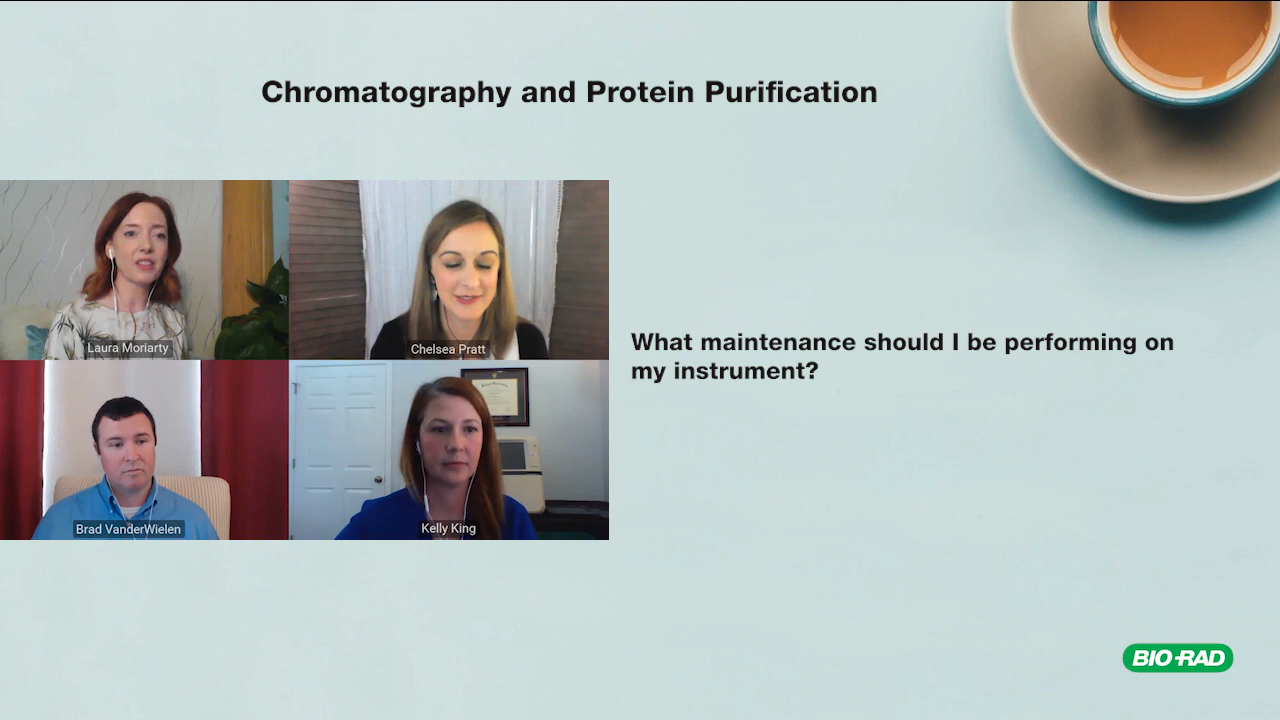 Chromatography and Protein Purification
Laura Moriarty
Chelsea Pratt
Brad VanderWielen
Kelly King
What maintenance should I be performing on
my instrument?
BIO-RAD